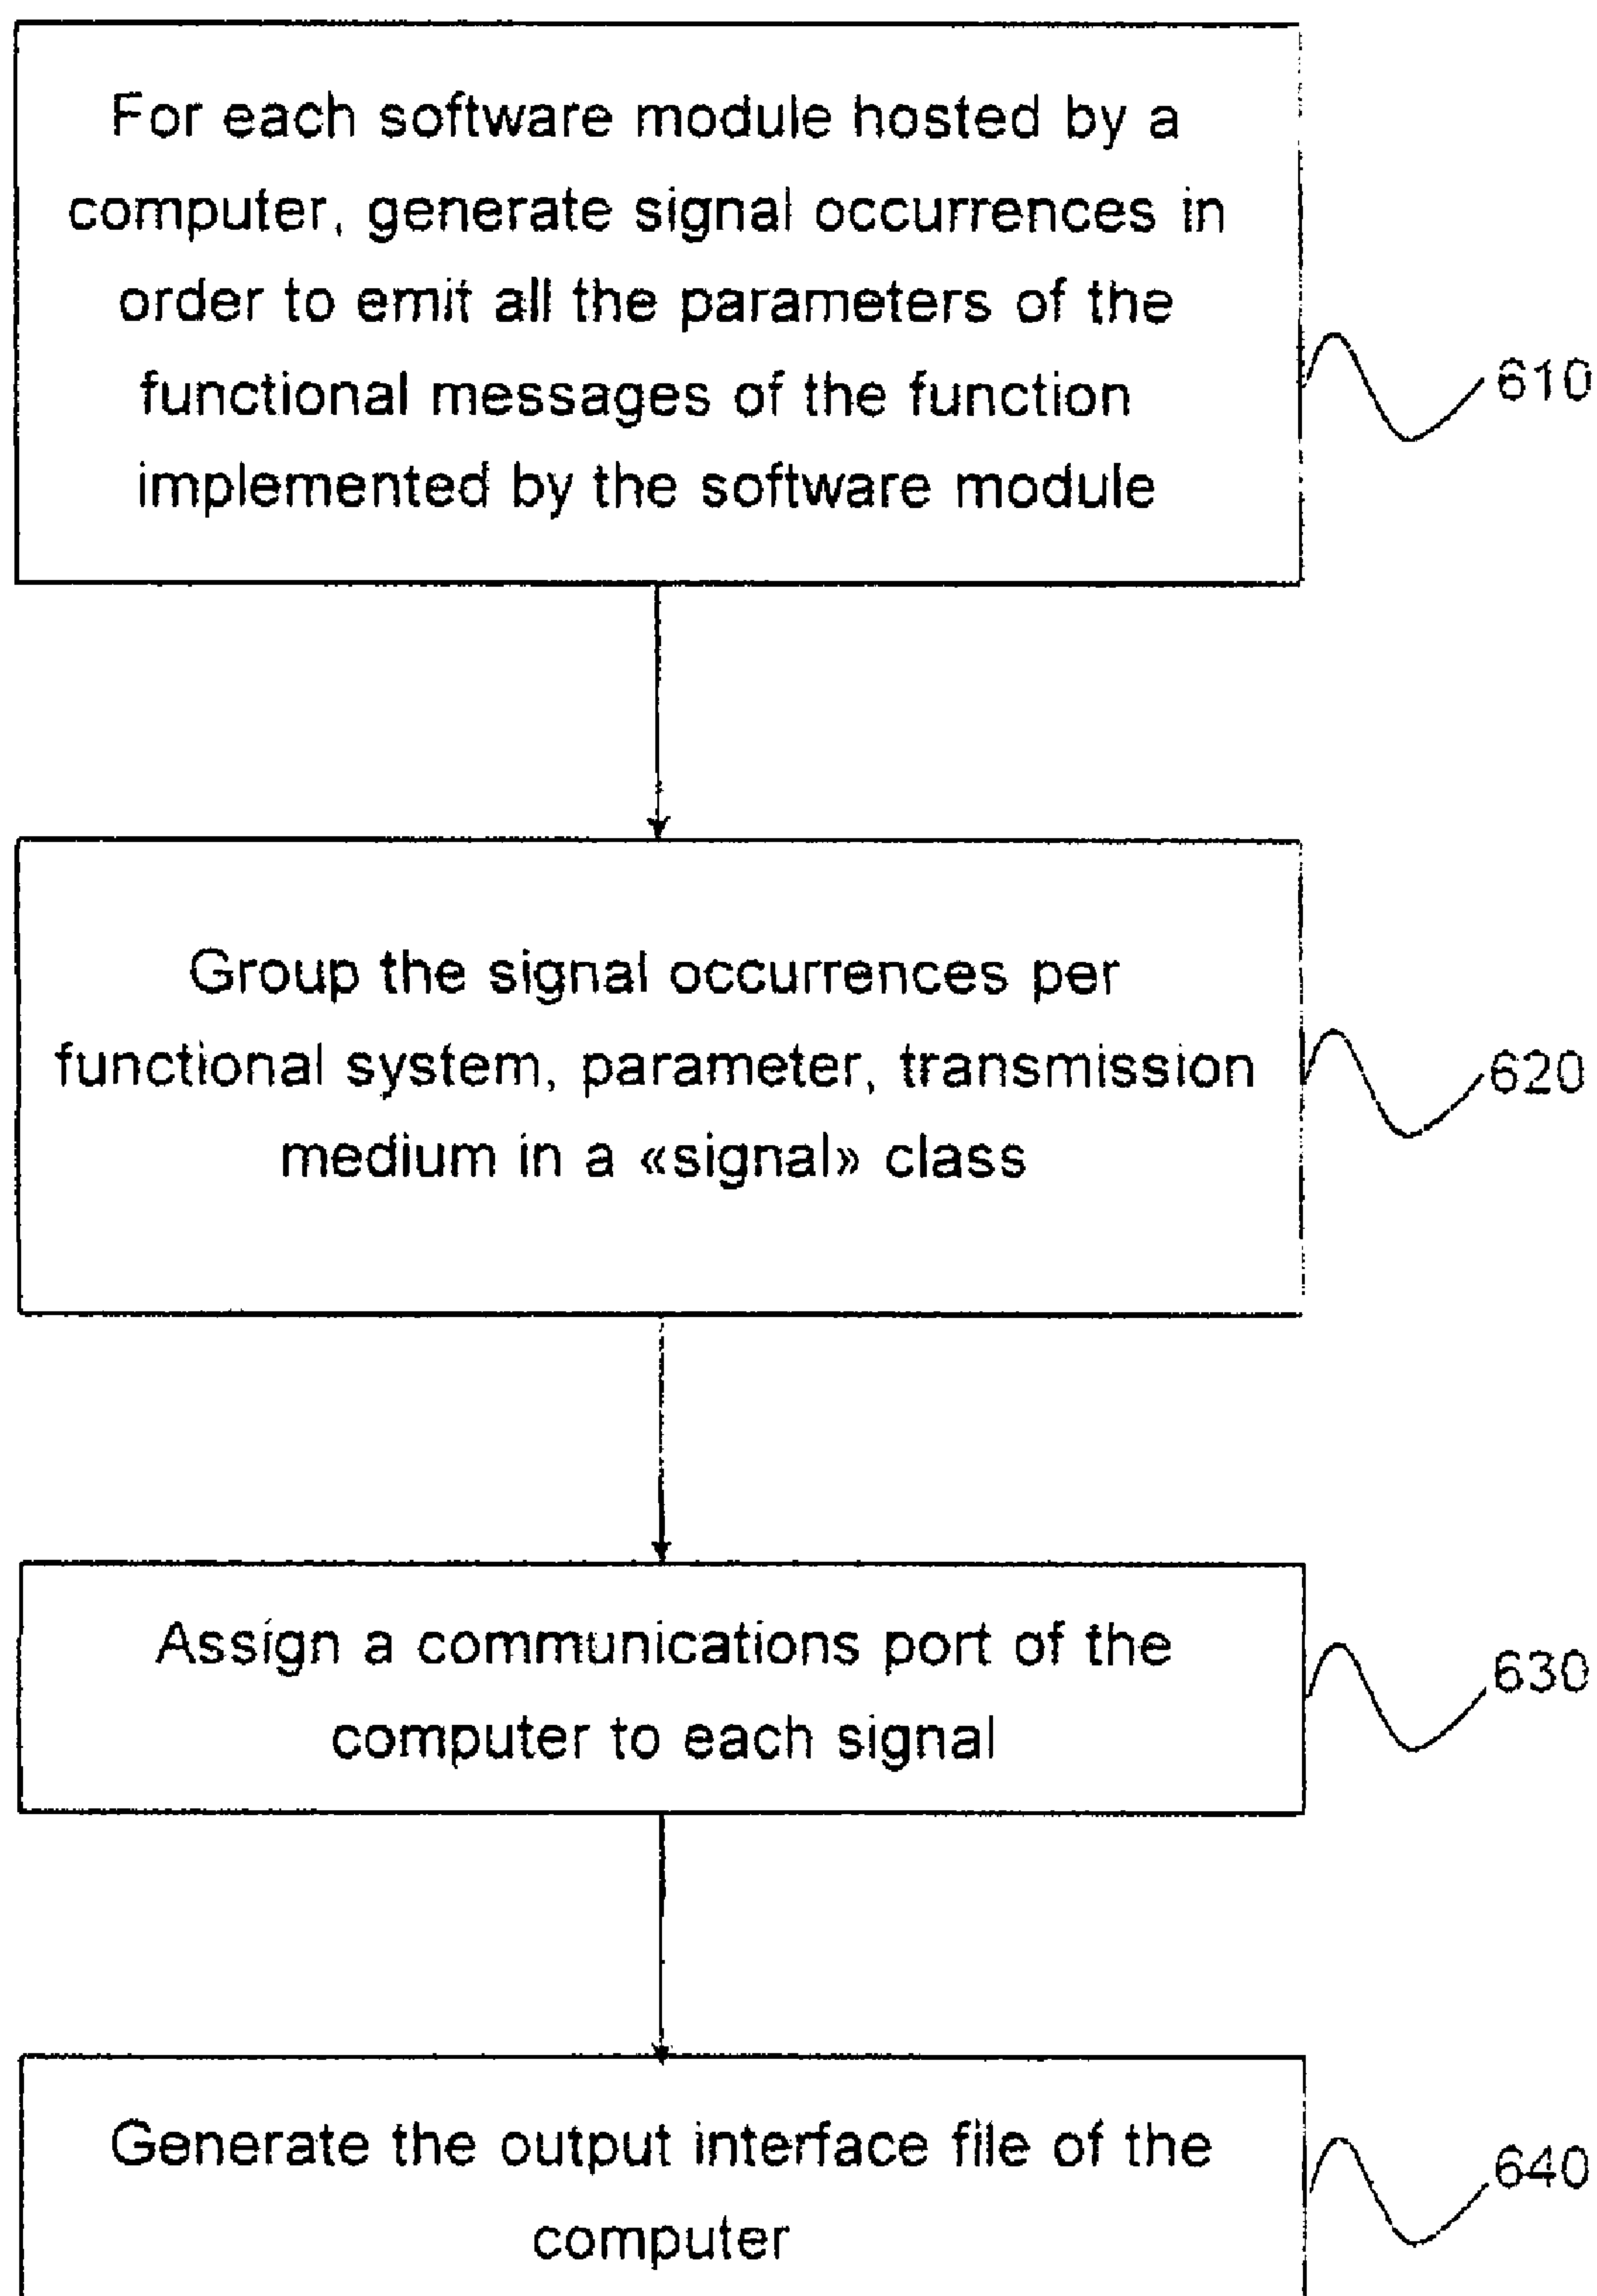 For each software module hosted by a
computer, generate signal occurrences in
order to emit all the parameters of the
functional messages of the function
implemented by the software module
610
Group the signal occurrences per
functional system, parameter, transmission
medium in a «signal» class
620
Assign a communications port of the
computer to each signal
630
Generate the output interface file of the
computer
640